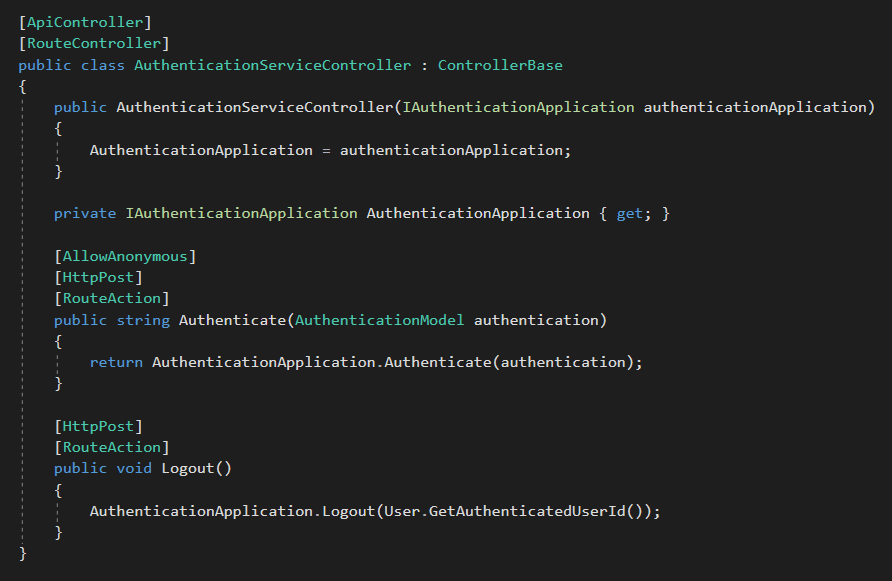 [ApiController]
[RouteController]
public class AuthenticationServiceController : ControllerBase
{
    public AuthenticationServiceController(IAuthenticationApplication authenticationApplication)
    {
        AuthenticationApplication = authenticationApplication;
    }

    private IAuthenticationApplication AuthenticationApplication { get; }

    [AllowAnonymous]
    [HttpPost]
    [RouteAction]
    public string Authenticate(AuthenticationModel authentication)
    {
        return AuthenticationApplication.Authenticate(authentication);
    }

    [HttpPost]
    [RouteAction]
    public void Logout()
    {
        AuthenticationApplication.Logout(User.GetAuthenticatedUserId());
    }
}